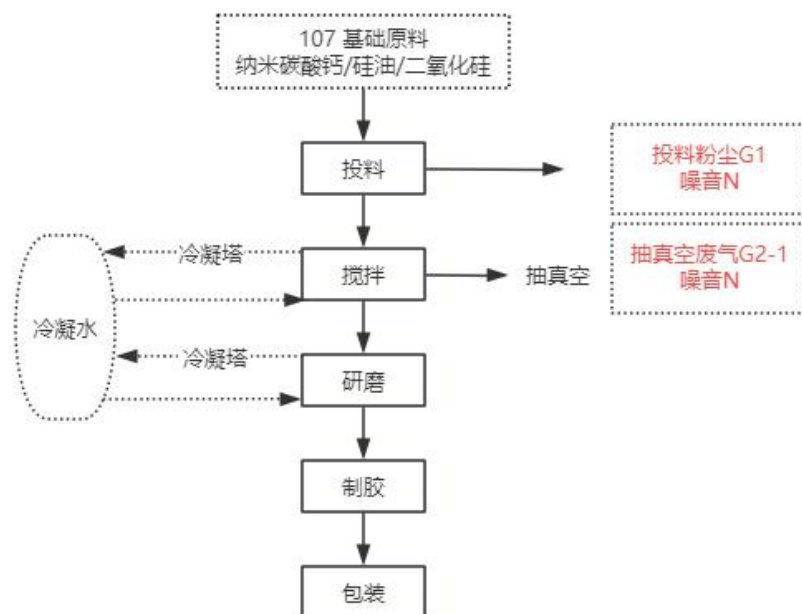 107 基础原料
纳米碳酸钙/硅油/二氧化硅
投料
投料粉尘G1
噪音N
冷凝塔
搅拌
抽真空
抽真空废气G2-1
噪音N
冷凝水
冷凝塔
研磨
制胶
包装